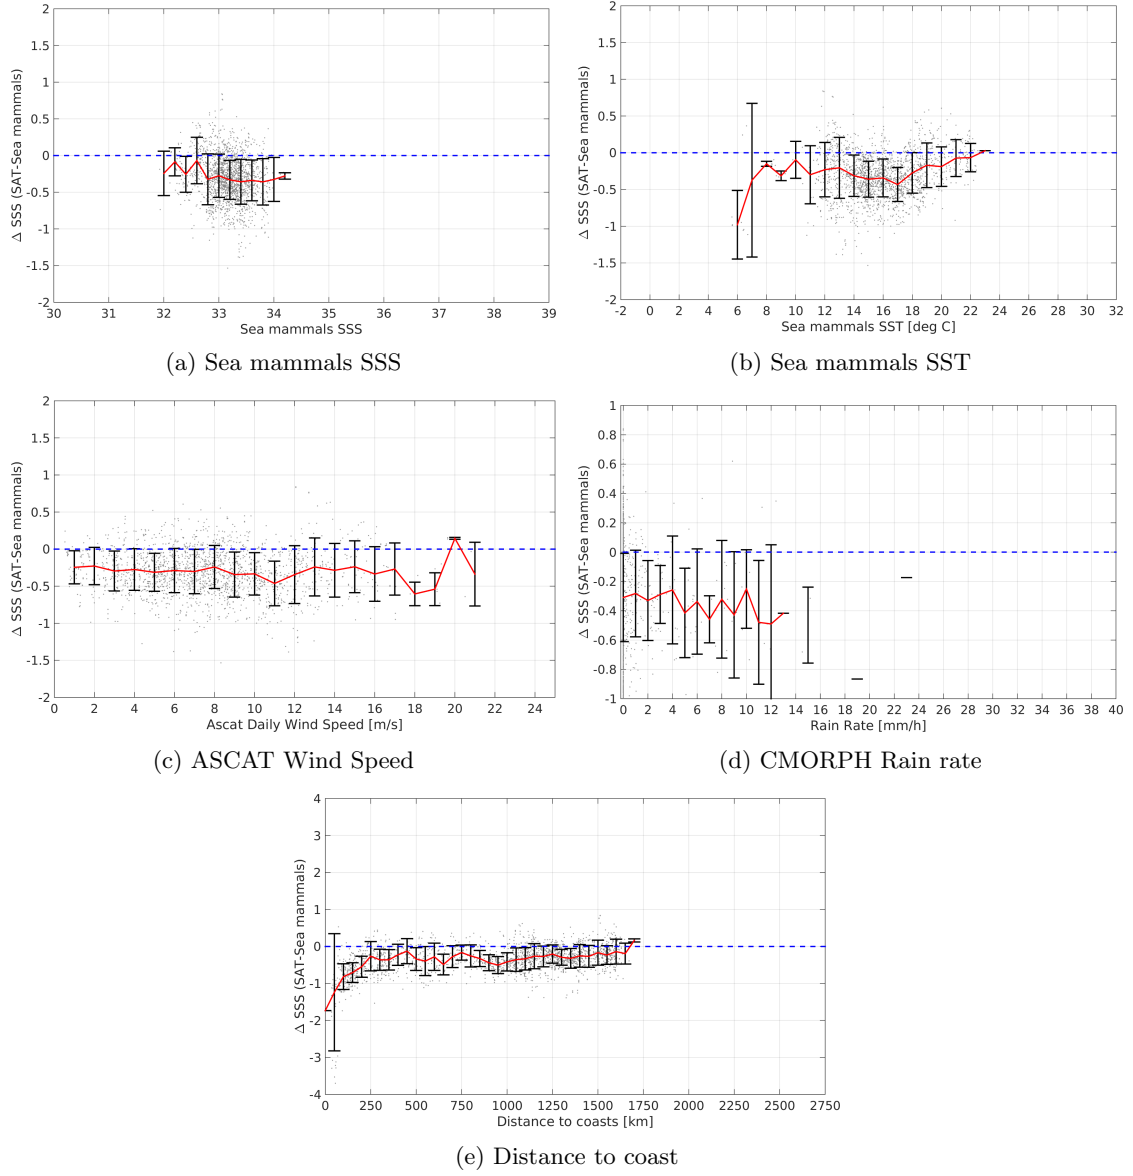 2
1.5
1
0.5
0
-0.5
-1
-1.5
-2
Δ SSS (SAT-Sea mammals)
30 31 32 33 34 35 36 37 38 39
Sea mammals SSS
(a) Sea mammals SSS
2
1.5
1
0.5
0
-0.5
-1
-1.5
-2
Δ SSS (SAT-Sea mammals)
-2 0 2 4 6 8 10 12 14 16 18 20 22 24 26 28 30 32
Sea mammals SST [deg C]
(b) Sea mammals SST
2
1.5
1
0.5
0
-0.5
-1
-1.5
-2
Δ SSS (SAT-Sea mammals)
0 2 4 6 8 10 12 14 16 18 20 22 24
Ascat Daily Wind Speed [m/s]
(c) ASCAT Wind Speed
1
0.8
0.6
0.4
0.2
0
-0.2
-0.4
-0.6
-0.8
-1
Δ SSS (SAT-Sea mammals)
0 2 4 6 8 10 12 14 16 18 20 22 24 26 28 30 32 34 36 38 40
Rain Rate [mm/h]
(d) CMORPH Rain rate
4
3
2
1
0
-1
-2
-3
-4
Δ SSS (SAT-Sea mammals)
0 250 500 750 1000 1250 1500 1750 2000 2250 2500 2750
Distance to coasts [km]
(e) Distance to coast